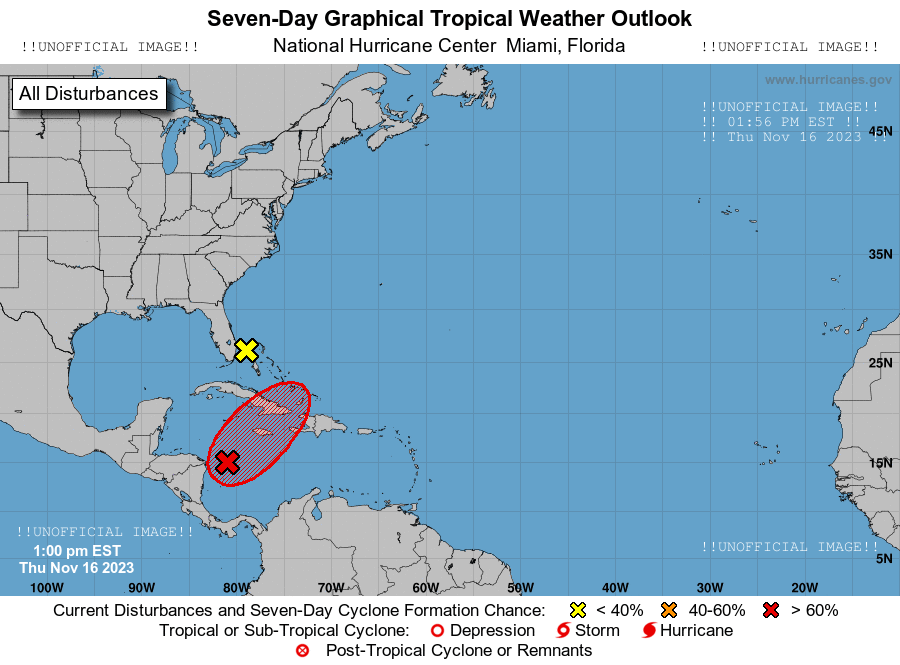 Seven-Day Graphical Tropical Weather Outlook
!!UNOFFICIAL IMAGE!! National Hurricane Center Miami, Florida !!UNOFFICIAL IMAGE!!
www.hurricanes.gov
All Disturbances
!!UNOFFICIAL IMAGE!!
!! 01:56 PM EST !!
45N
!! Thu Nov 16 2023 !!
35N
25N
15N
!!UNOFFICIAL IMAGE!!
1:00 pm EST
!!UNOFFICIAL IMAGE!!
5N
Thu Nov 16 2023
100W 90W 80W 70W 60W 50W 40W 30W 20W
Current Disturbances and Seven-Day Cyclone Formation Chance: < 40% 40-60% > 60%
Tropical or Sub-Tropical Cyclone: Depression Storm Hurricane
Post-Tropical Cyclone or Remnants